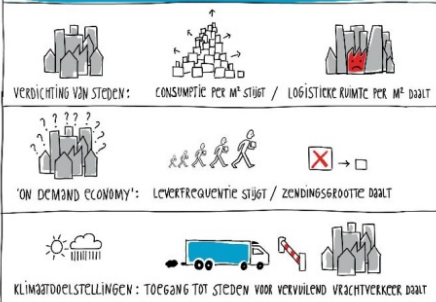 VERDICHTING VAN STEDEN: CONSUMPTIE PER M² STIJGT / LOGISTIEKE RUIMTE PER M² DAALT
? ? ? ? ? ? ?
'ON DEMAND ECONOMY': LEVERFREQUENTIE STIJGT / ZENDINGSGROOTTE DAALT
KLIMAATDOELSTELLINGEN: TOEGANG TOT STEDEN VOOR VERVUILEND VRACHTVERKEER DAALT